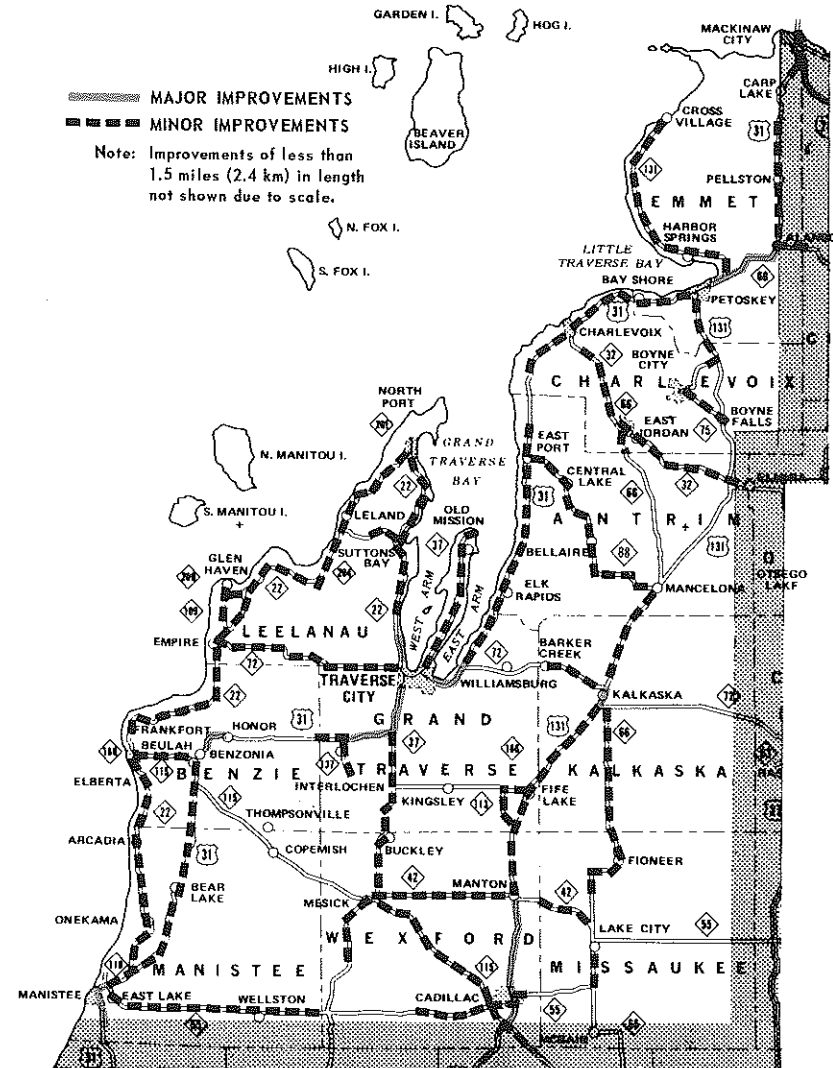 GARDEN I.
HOG I.
MACKINAW
CITY
HIGH I.
CARP
LAKE
MAJOR IMPROVEMENTS
MINOR IMPROVEMENTS
Note: Improvements of less than
1.5 miles (2.4 km) in length
not shown due to scale.
BEAVER
ISLAND
CROSS
VILLAGE
31
131
PELLSTON
EMMET
N. FOX I.
HARBOR
SPRINGS
LITTLE
TRAVERSE BAY
S. FOX I.
BAY SHORE
68
PETOSKEY
31
131
CHARLEVOIX
32
BOYNE
CITY
CHARLEVOIX
NORTH
PORT
66
201
EAST
JORDAN
75
BOYNE
FALLS
N. MANITOU I.
GRAND
TRAVERSE
BAY
EAST
PORT
CENTRAL
LAKE
22
31
66
32
S. MANITOU I.
LELAND
OLD
MISSION
ANTRIM
SUTTONS
BAY
37
BELLAIRE
88
131
GLEN
HAVEN
204
OTSEGO
LAKE
22
MANCELONA
109
22
WEST ARM
EAST ARM
ELK
RAPIDS
EMPIRE
LEELANAU
72
72
BARKER
CREEK
TRAVERSE
CITY
WILLIAMSBURG
22
KALKASKA
72
FRANKFORT
HONOR
31
GRAND
BEULAH
37
131
66
BENZONIA
115
BENZIE
137
TRAVERSE
KALKASKA
ELBERTA
INTERLOCHEN
115
KINGSLEY
113
FIFE
LAKE
22
THOMPSONVILLE
ARCADIA
31
COPEMISH
BUCKLEY
FIONEER
BEAR
LAKE
42
MANTON
42
MESICK
ONEKAMA
LAKE CITY
55
WEXFORD
110
MANISTEE
115
MISSAUKEE
MANISTEE
EAST LAKE
WELLSTON
CADILLAC
55
55
31